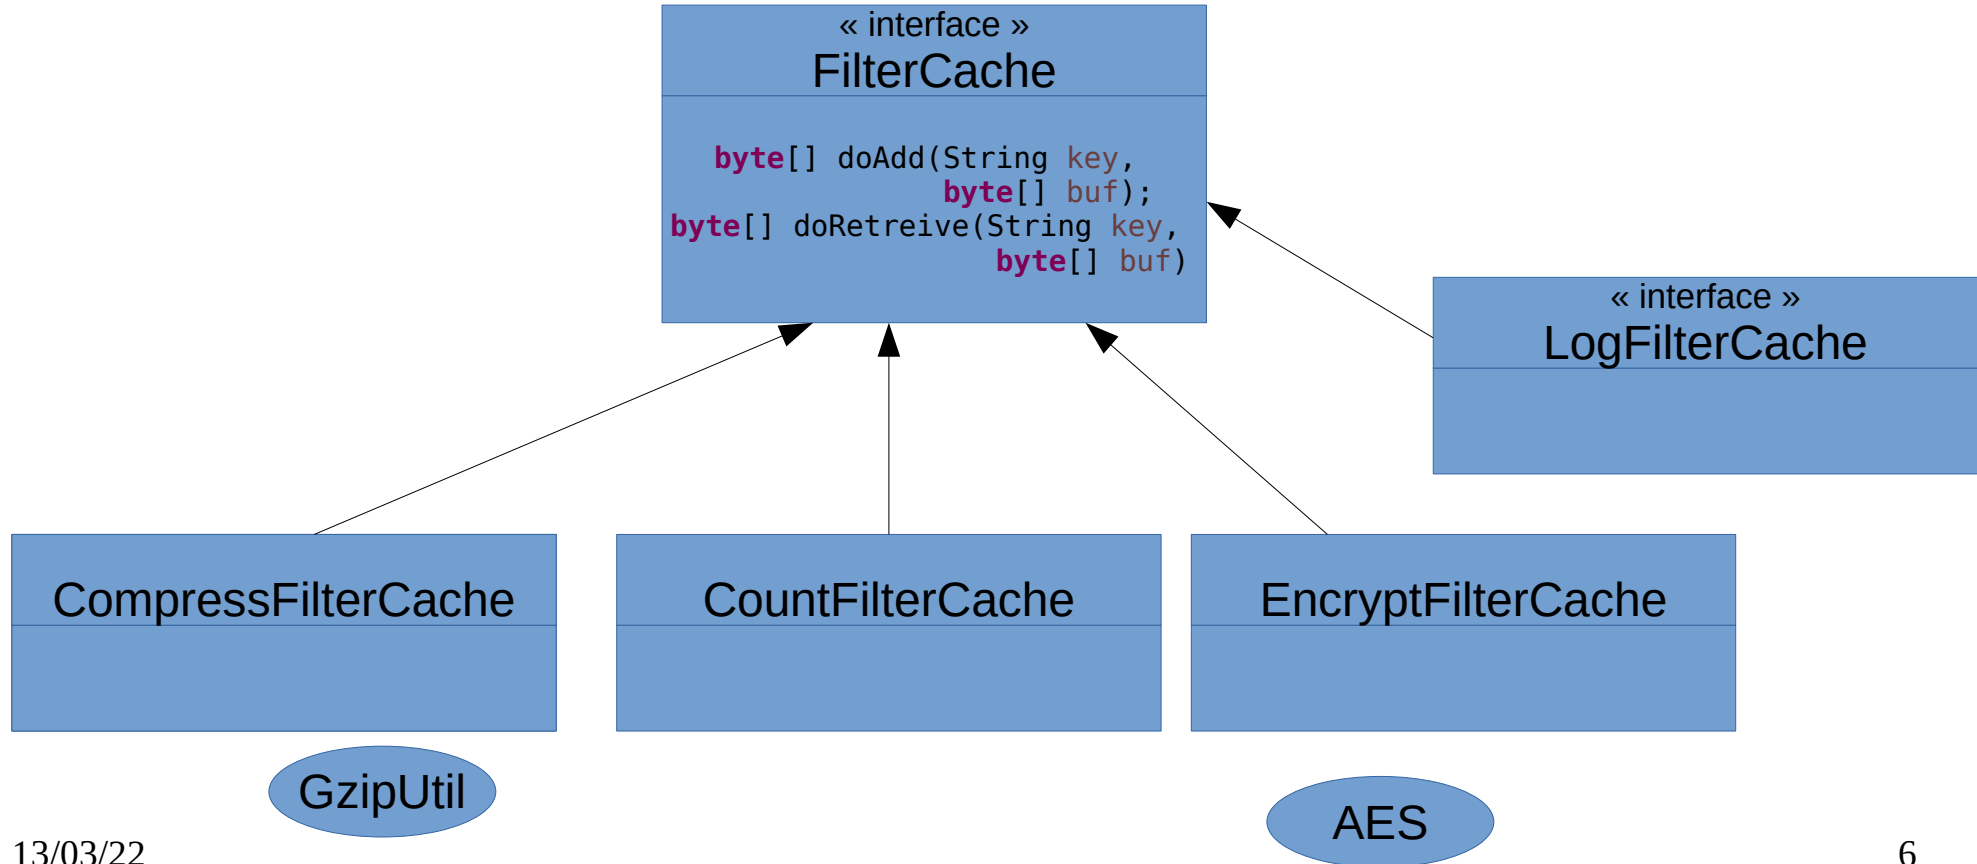 « interface »
FilterCache
byte[] doAdd(String key,
byte[] buf);
byte[] doRetreive(String key,
byte[] buf)
« interface »
LogFilterCache
CompressFilterCache
CountFilterCache
EncryptFilterCache
GzipUtil
AES
13/03/22
6